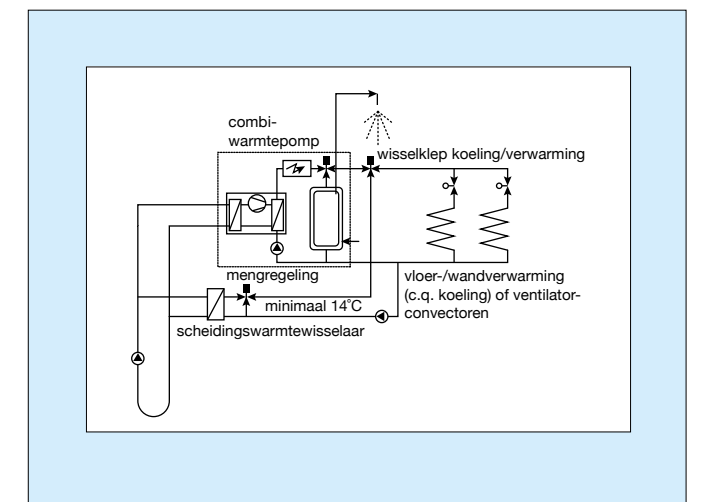 combi-
warmtepomp
wisselklep koeling/verwarming
mengregeling
minimaal 14°C
scheidingswarmtewisselaar
vloer-/wandverwarming
(c.q. koeling) of ventilator-
convectoren